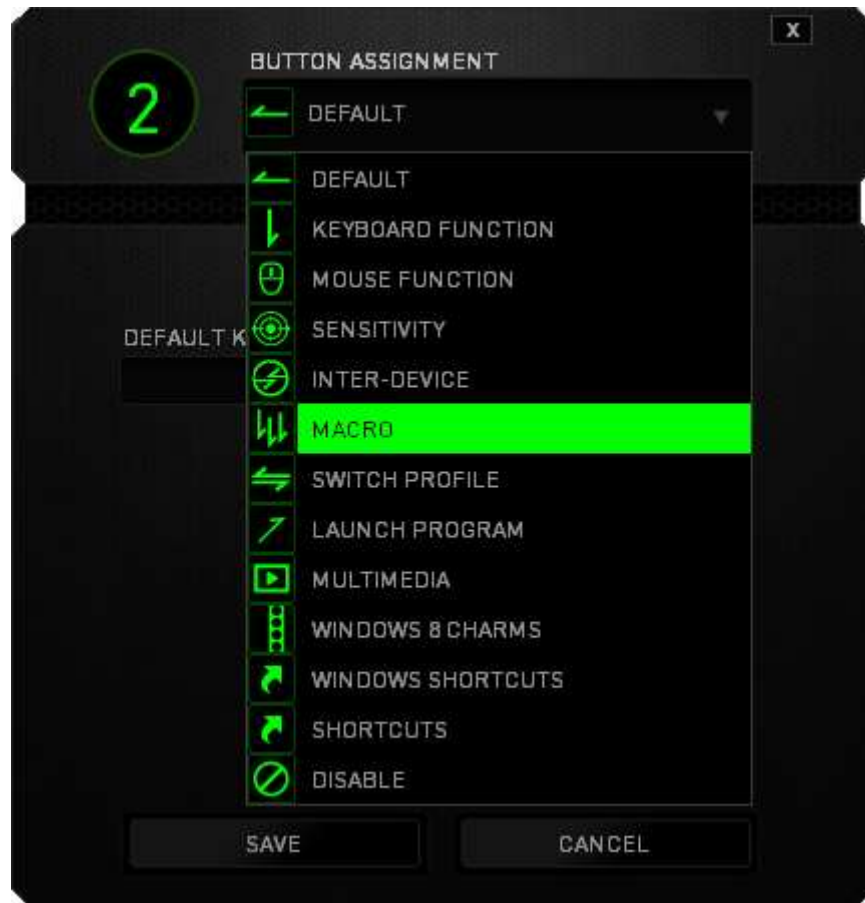 X
BUTTON ASSIGNMENT
2
DEFAULT
DEFAULT
KEYBOARD FUNCTION
MOUSE FUNCTION
SENSITIVITY
DEFAULT K
INTER-DEVICE
MACRO
SWITCH PROFILE
LAUNCH PROGRAM
MULTIMEDIA
WINDOWS 8 CHARMS
WINDOWS SHORTCUTS
SHORTCUTS
DISABLE
SAVE
CANCEL